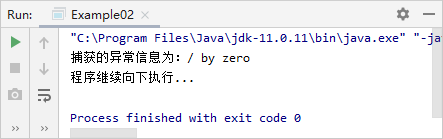 Run: Example02
"C:\Program Files\Java\jdk-11.0.11\bin\java.exe" "-ja
捕获的异常信息为：/ by zero
程序继续向下执行...
Process finished with exit code 0